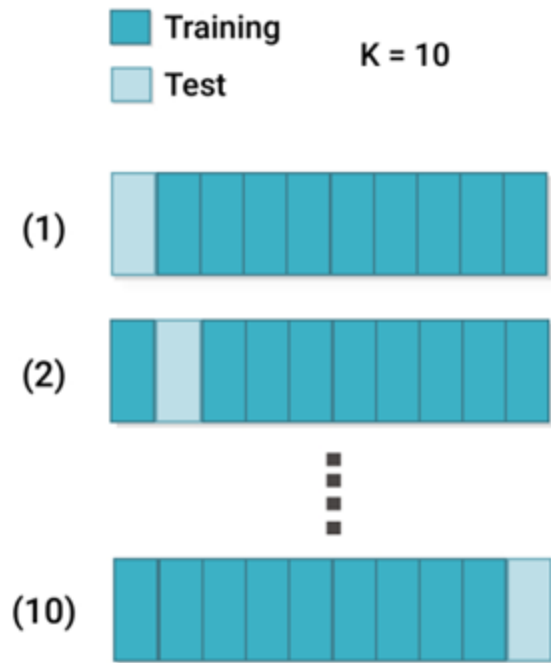 Training
K = 10
Test
(1)
(2)
(10)